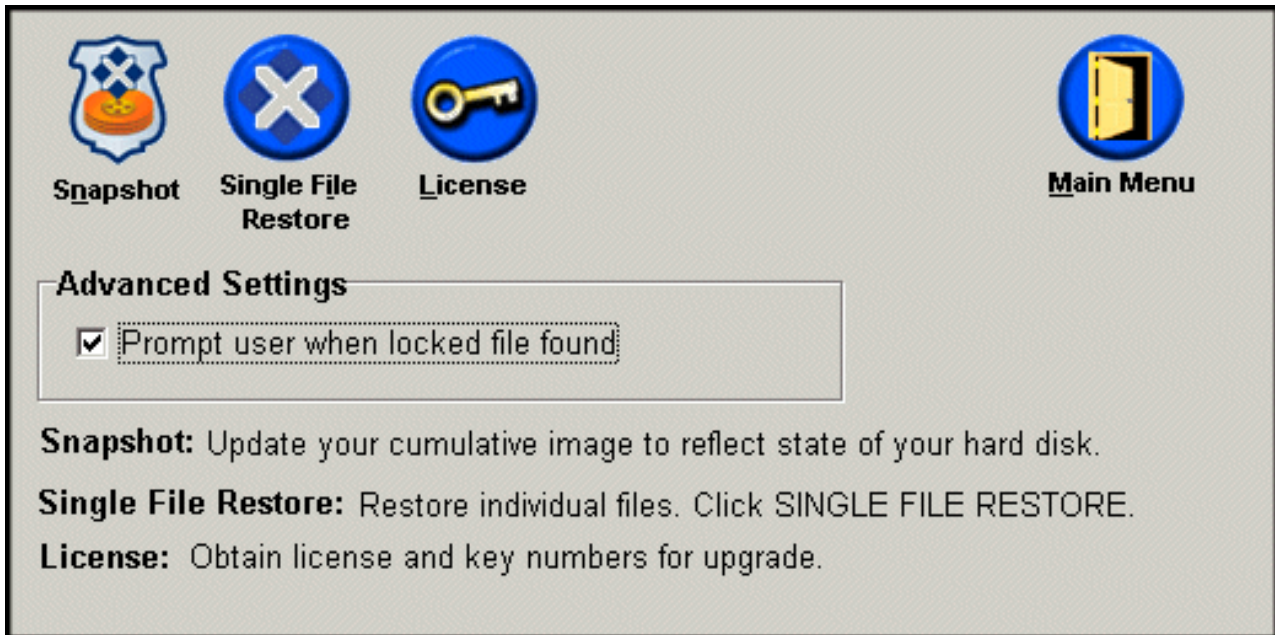 Snapshot
Single File
Restore
License
Main Menu
Advanced Settings
Prompt user when locked file found
Snapshot: Update your cumulative image to reflect state of your hard disk.
Single File Restore: Restore individual files. Click SINGLE FILE RESTORE.
License: Obtain license and key numbers for upgrade.